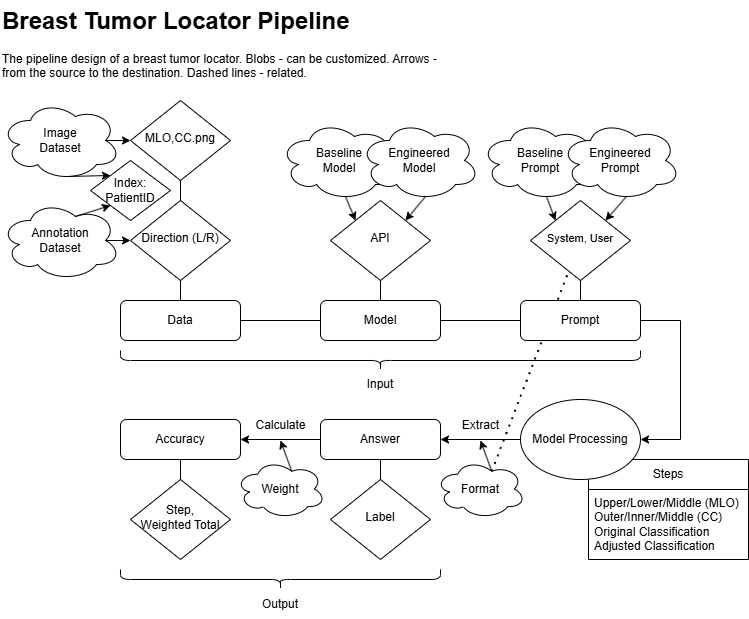 Breast Tumor Locator Pipeline
The pipeline design of a breast tumor locator. Blobs - can be customized. Arrows -
from the source to the destination. Dashed lines - related.
Image
Dataset
MLO,CC.png
Index:
PatientID
Annotation
Dataset
Direction (L/R)
Baseline
Model
Engineered
Model
API
Baseline
Prompt
Engineered
Prompt
System, User
Data
Model
Prompt
Input
Accuracy
Calculate
Answer
Extract
Model Processing
Weight
Format
Step,
Weighted Total
Label
Steps
Upper/Lower/Middle (MLO)
Outer/Inner/Middle (CC)
Original Classification
Adjusted Classification
Output